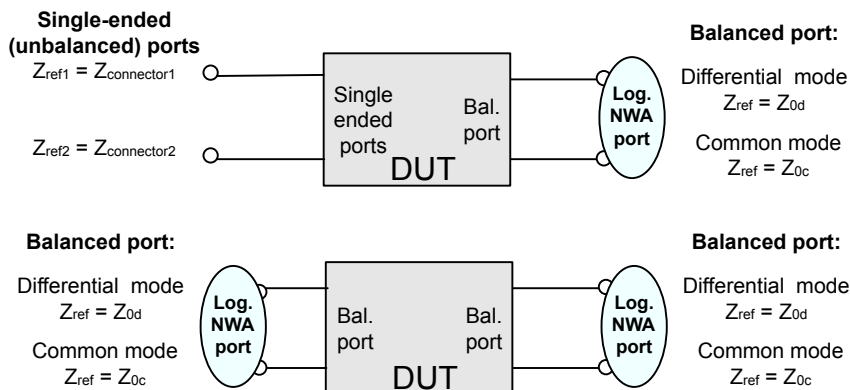 Single-ended
(unbalanced) ports
Zref1 = Zconnector1
Zref2 = Zconnector2
Single
ended
ports
Bal.
port
DUT
Log.
NWA
port
Balanced port:
Differential mode
Zref = Z0d
Common mode
Zref = Z0c
Balanced port:
Differential mode
Zref = Z0d
Common mode
Zref = Z0c
Log.
NWA
port
Bal.
port
Bal.
port
DUT
Log.
NWA
port
Balanced port:
Differential mode
Zref = Z0d
Common mode
Zref = Z0c